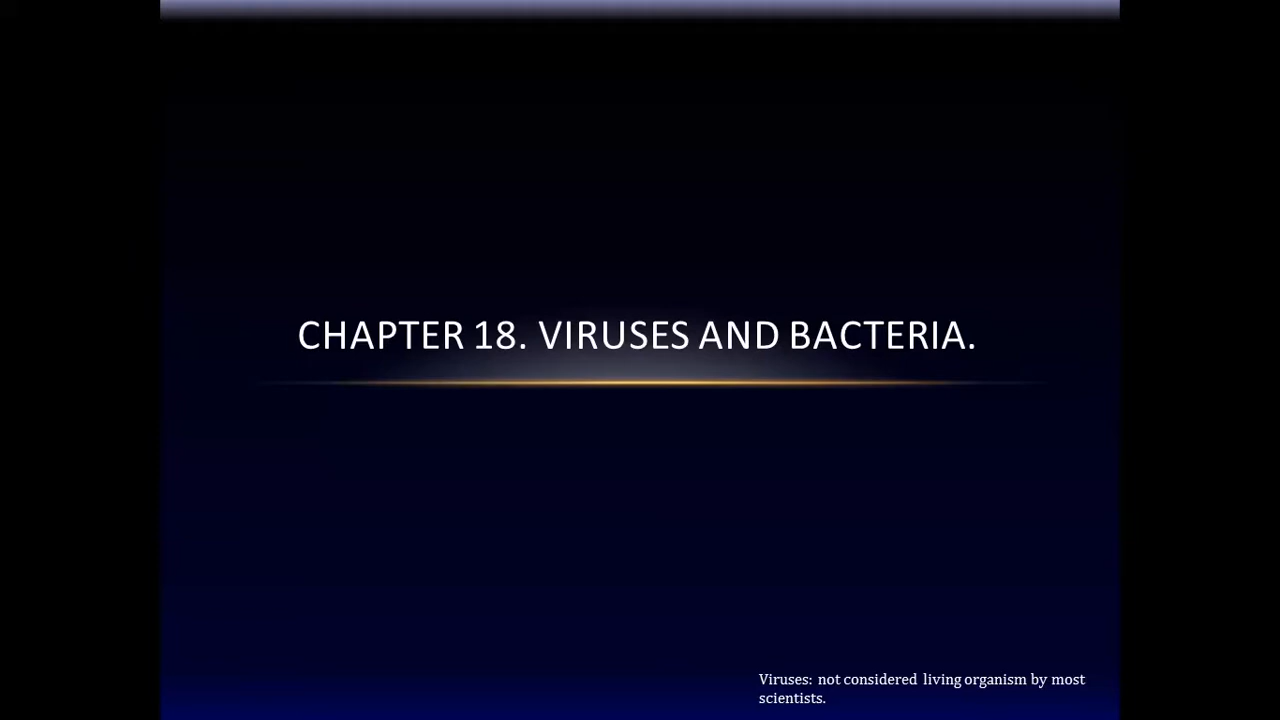 CHAPTER 18. VIRUSES AND BACTERIA.
Viruses: not considered living organism by most
scientists.